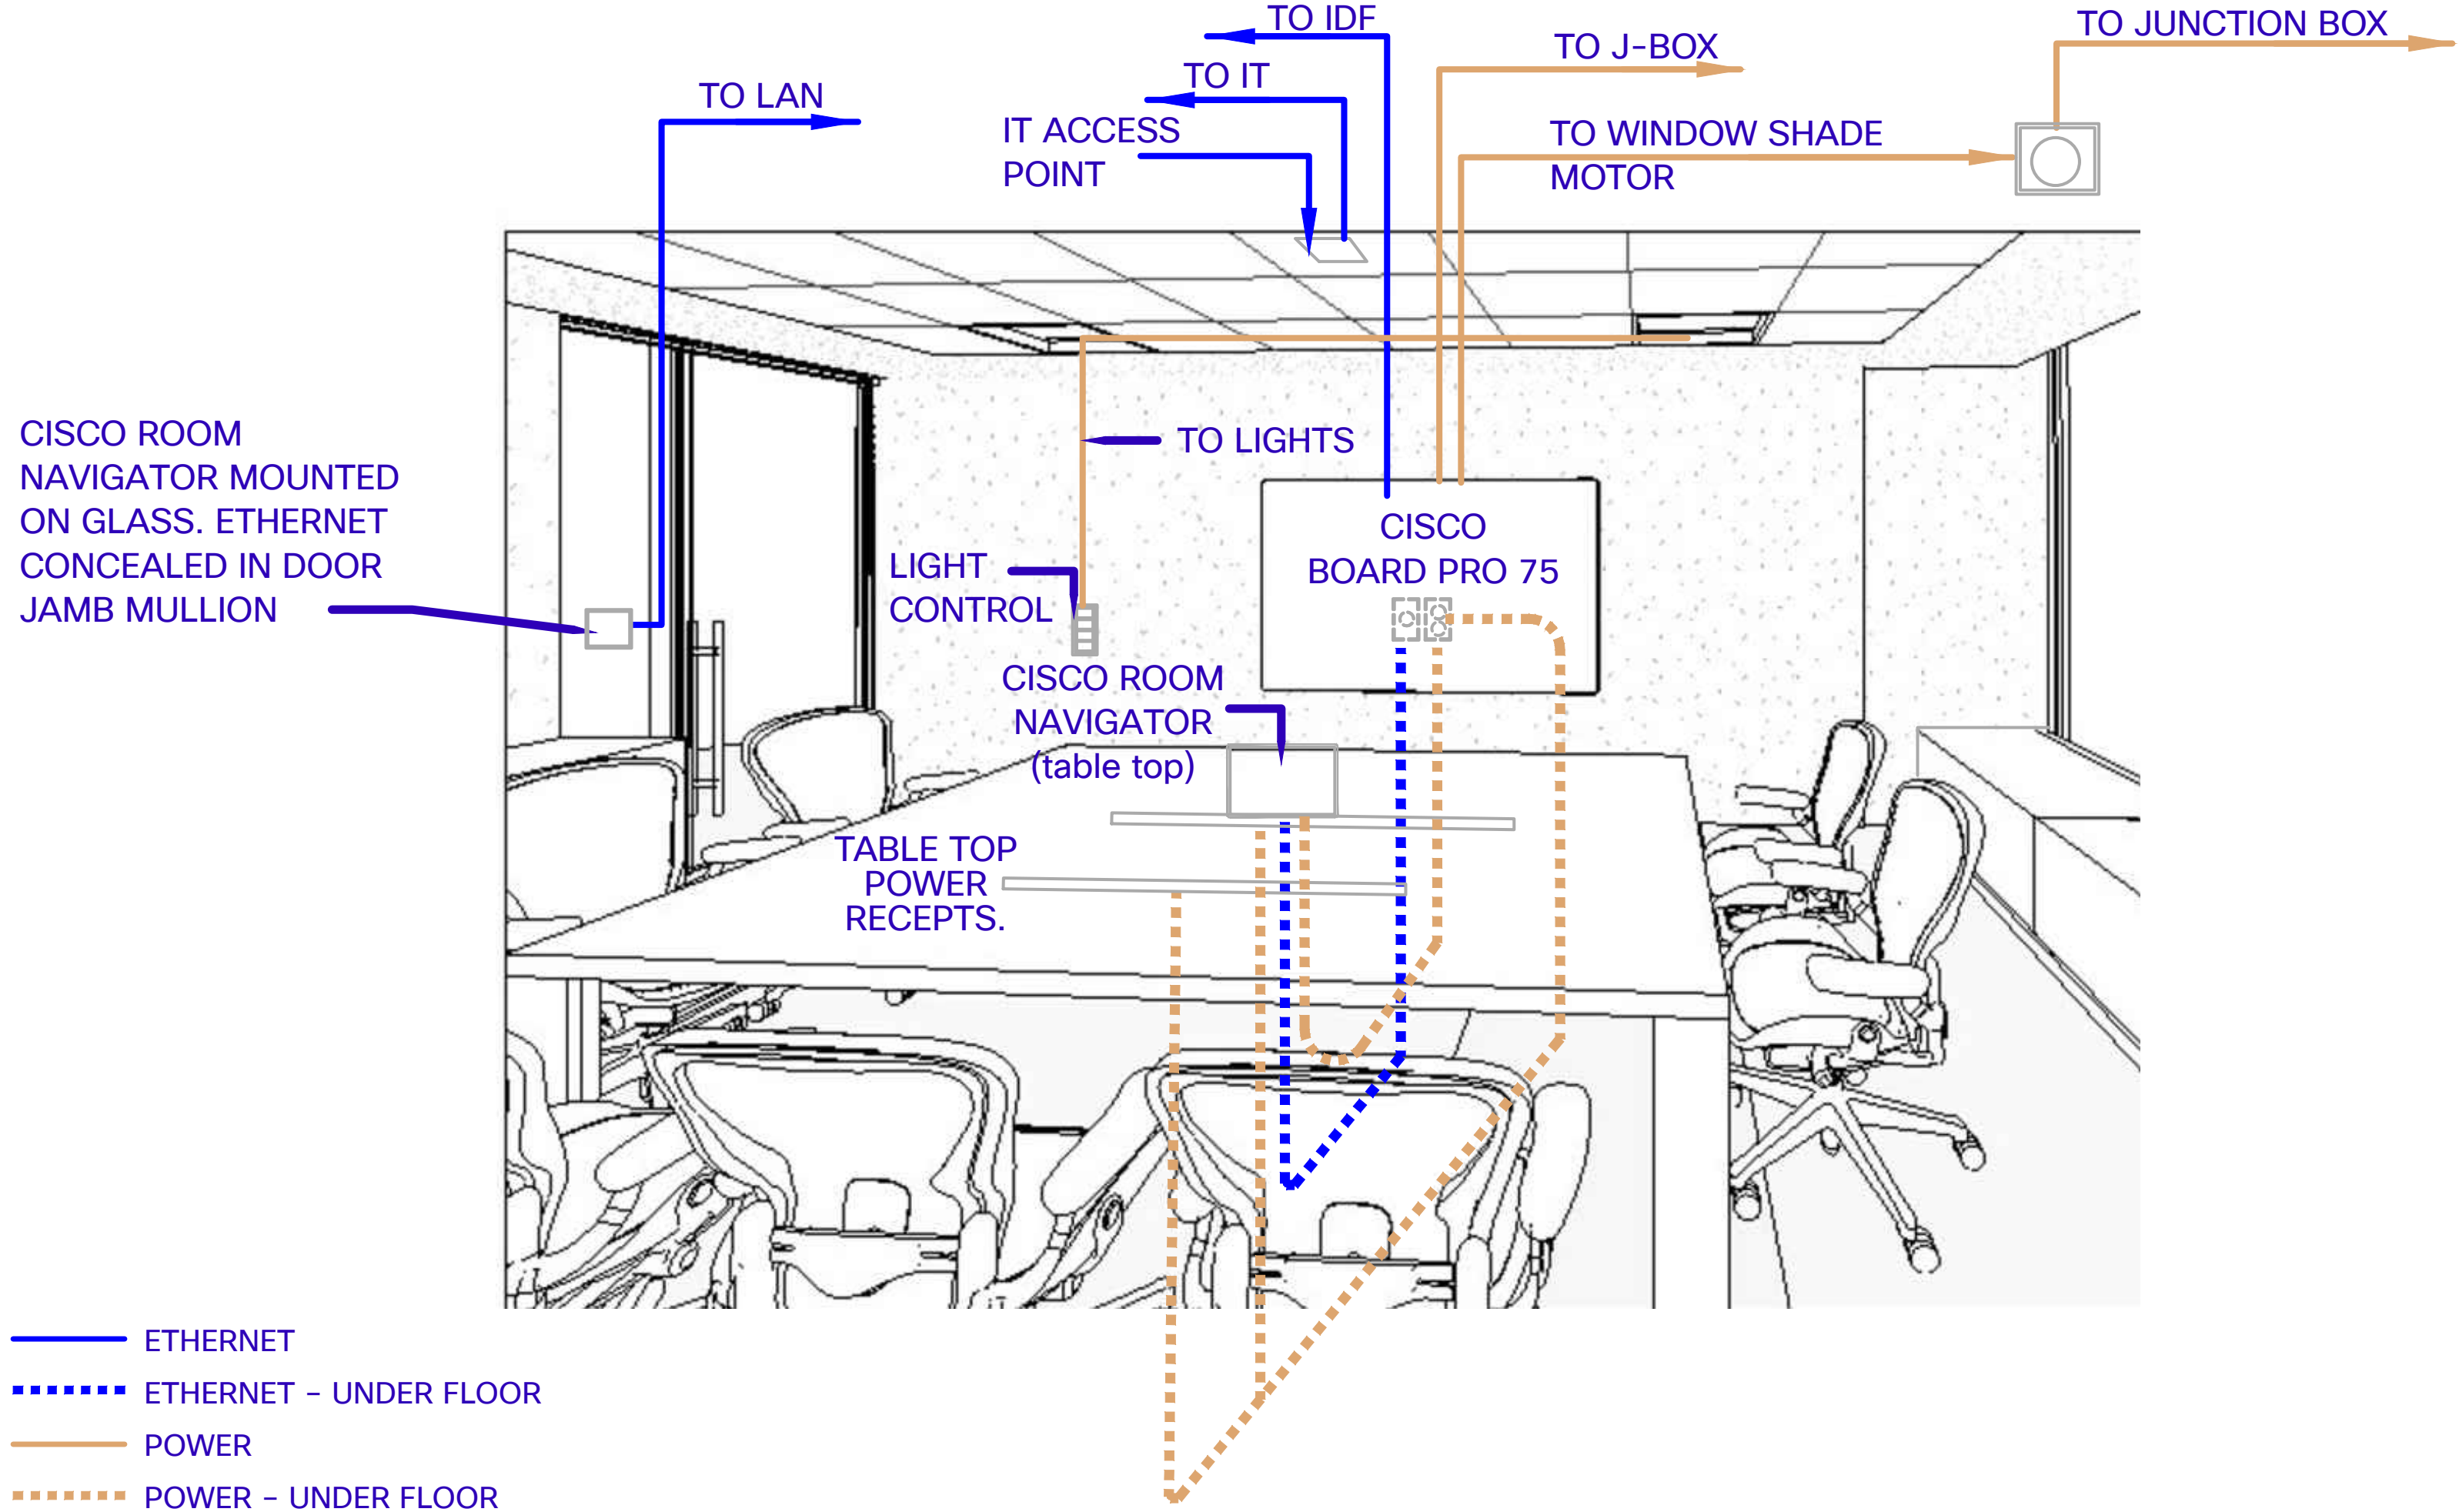 TO IDF
TO JUNCTION BOX
TO J-BOX
TO IT
TO LAN
IT ACCESS
POINT
TO WINDOW SHADE
MOTOR
CISCO ROOM
NAVIGATOR MOUNTED
ON GLASS. ETHERNET
CONCEALED IN DOOR
JAMB MULLION
TO LIGHTS
LIGHT
CONTROL
CISCO
BOARD PRO 75
CISCO ROOM
NAVIGATOR
(table top)
TABLE TOP
POWER
RECEPTS.
ETHERNET
ETHERNET - UNDER FLOOR
POWER
POWER - UNDER FLOOR